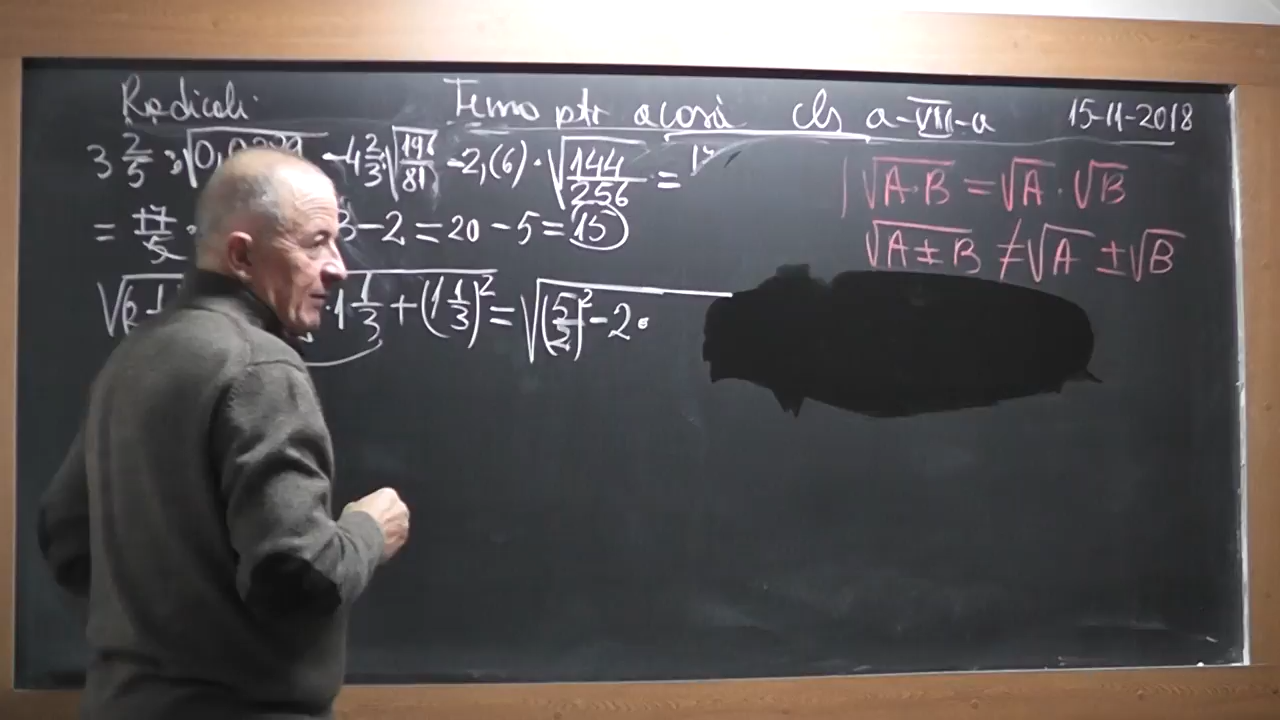 Radicali Tema ptr acasă cls a-VIII-a 15-11-2018
3 2/5 : √0,0289 - 4 2/3 · √(196/81) - 2,(6) · √(144/256) =
= 17/5 · 3 - 2 = 20 - 5 = 15
√ · 1 1/3 + (1 1/3)² = √(5/2)² - 2 ·
√A·B = √A · √B
√A±B ≠ √A ± √B